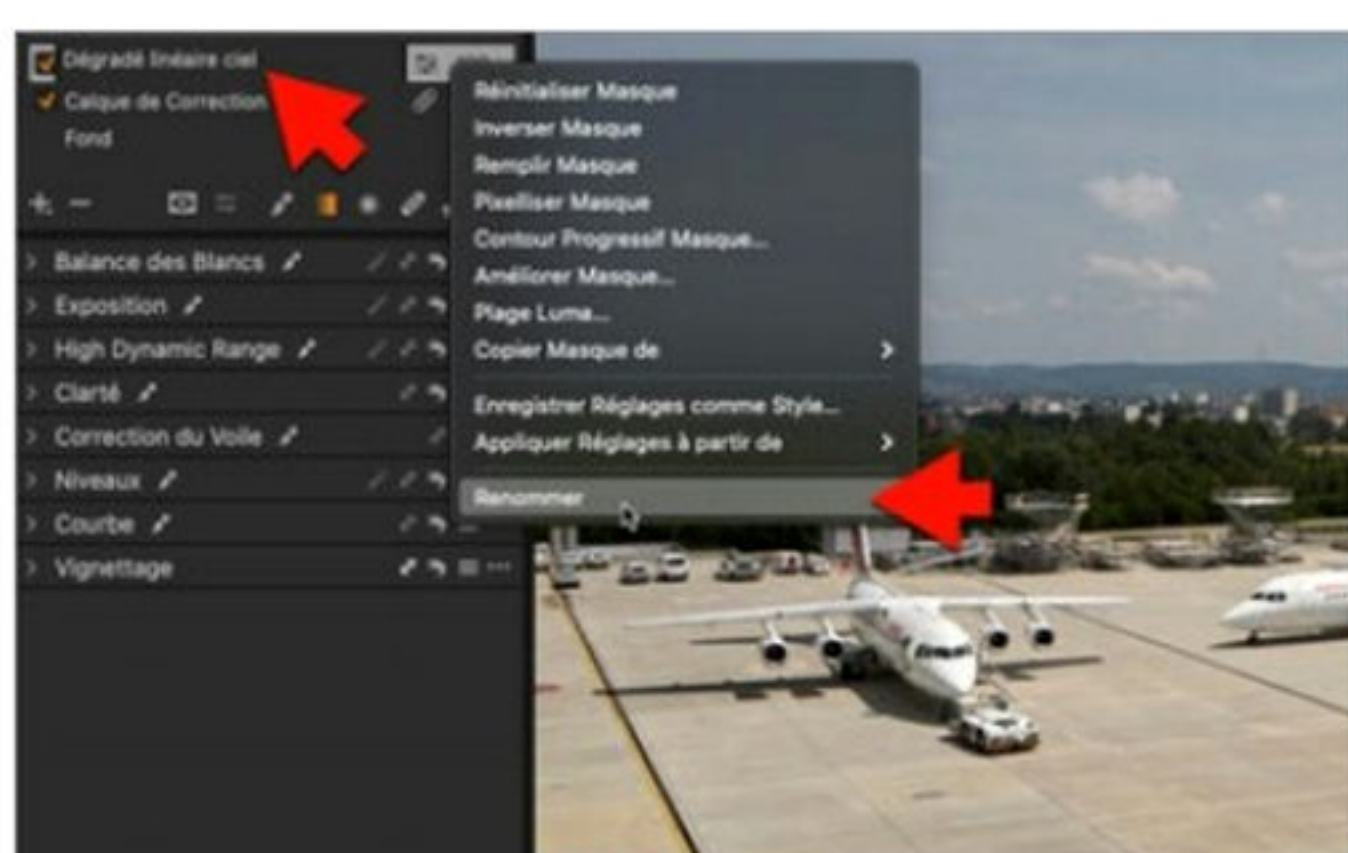 Dégradé linéaire ciel
Calque de Correction
Fond
Balance des Blancs
Exposition
High Dynamic Range
Clarté
Correction du Voile
Niveaux
Courbe
Vignettage
Réinitialiser Masque
Inverser Masque
Remplir Masque
Pixelliser Masque
Contour Progressif Masque...
Améliorer Masque...
Plage Luma...
Copier Masque de
Enregistrer Réglages comme Style...
Appliquer Réglages à partir de
Renommer